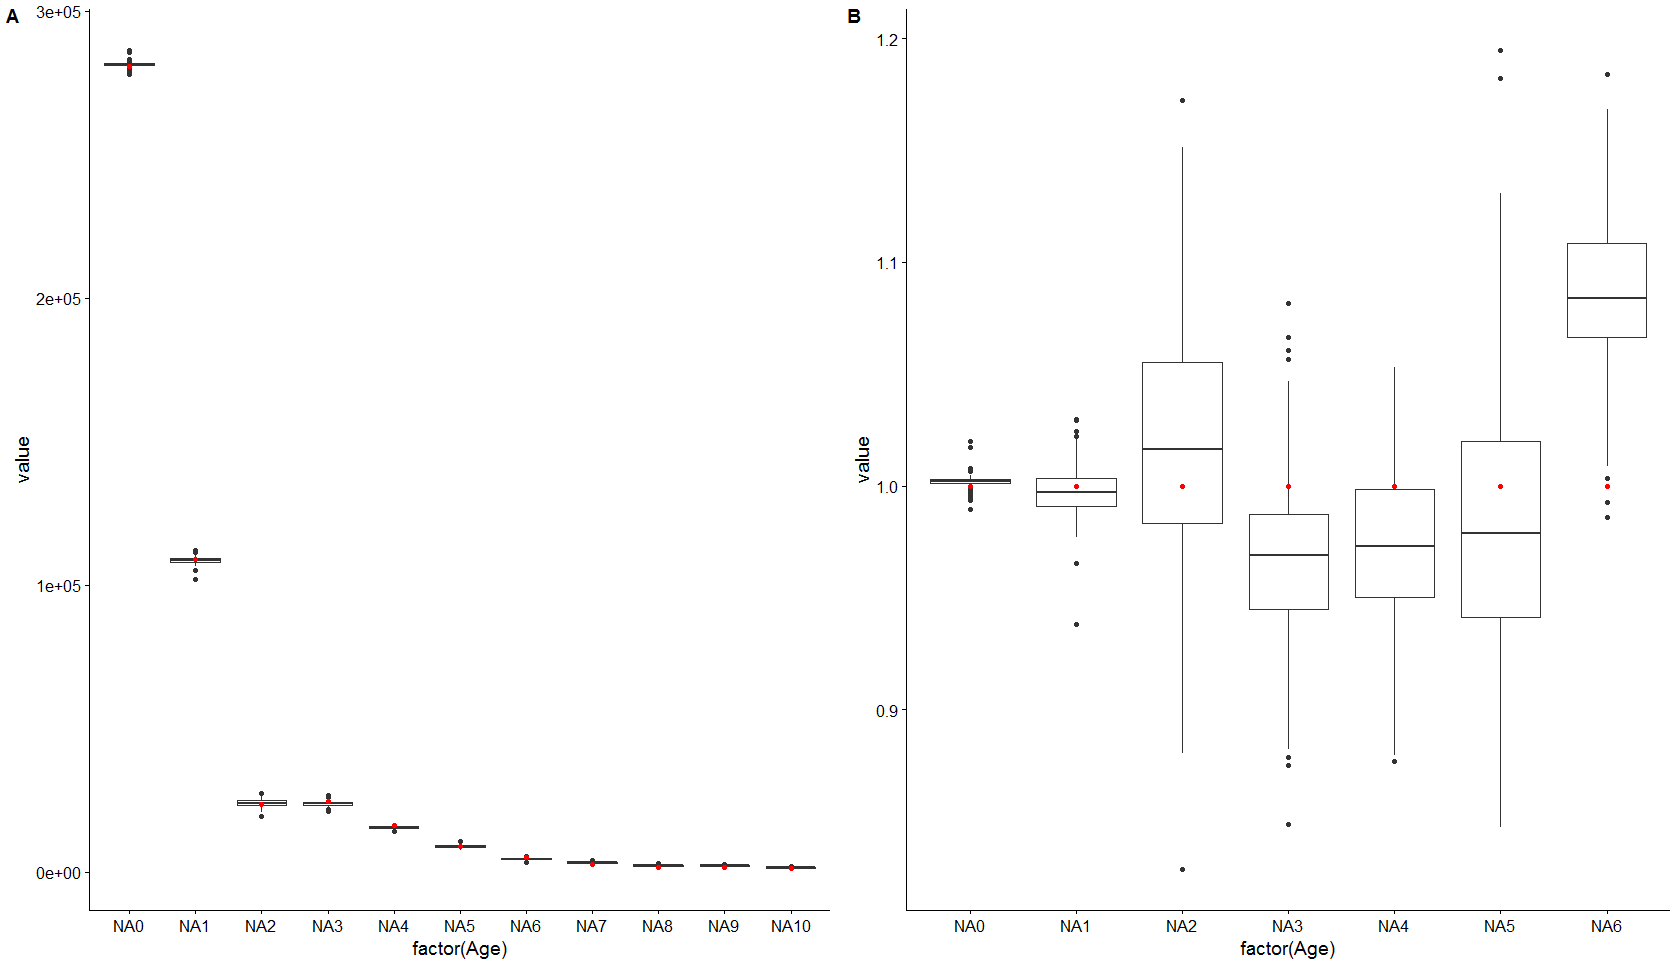 A
3e+05
2e+05
1e+05
0e+00
value
NA0 NA1 NA2 NA3 NA4 NA5 NA6 NA7 NA8 NA9 NA10
factor(Age)
B
1.2
1.1
1.0
0.9
value
NA0 NA1 NA2 NA3 NA4 NA5 NA6
factor(Age)